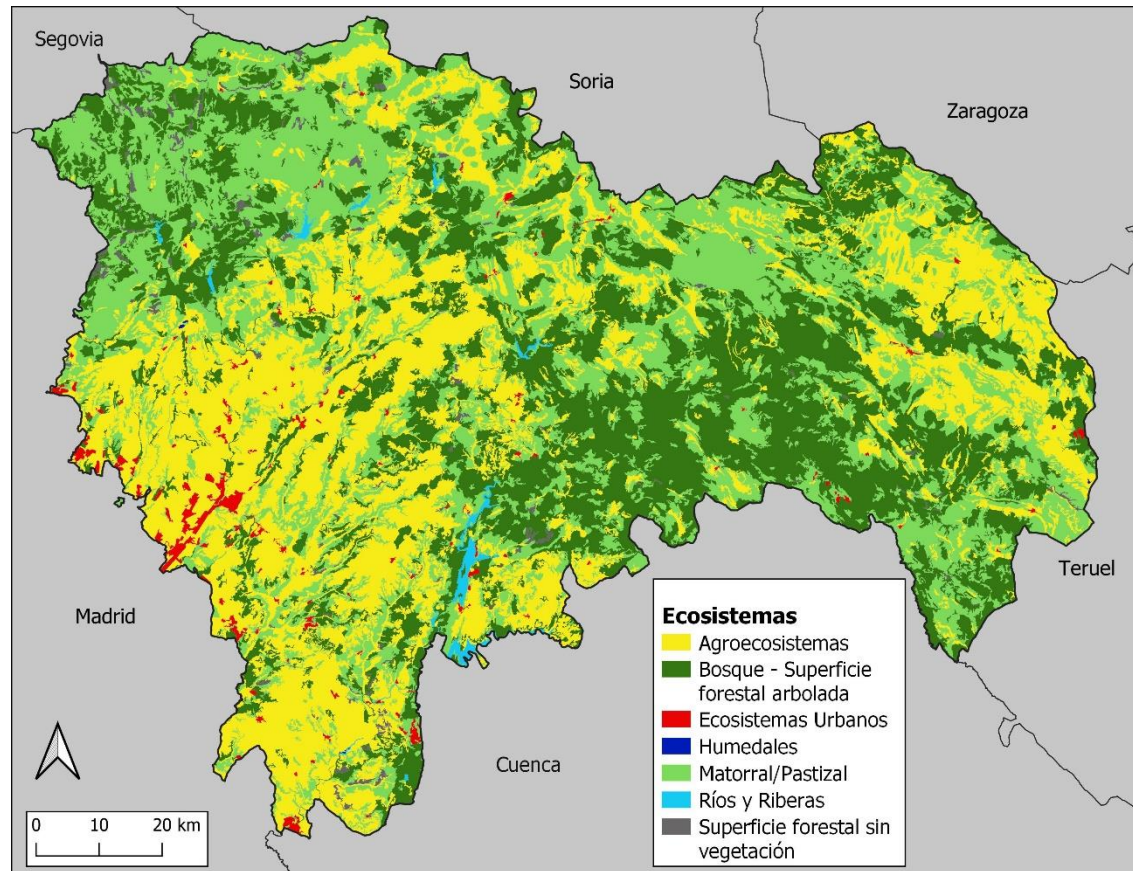 Segovia
Soria
Zaragoza
Madrid
Cuenca
Teruel
0 10 20 km
Ecosistemas
Agroecosistemas
Bosque - Superficie
forestal arbolada
Ecosistemas Urbanos
Humedales
Matorral/Pastizal
Ríos y Riberas
Superficie forestal sin
vegetación